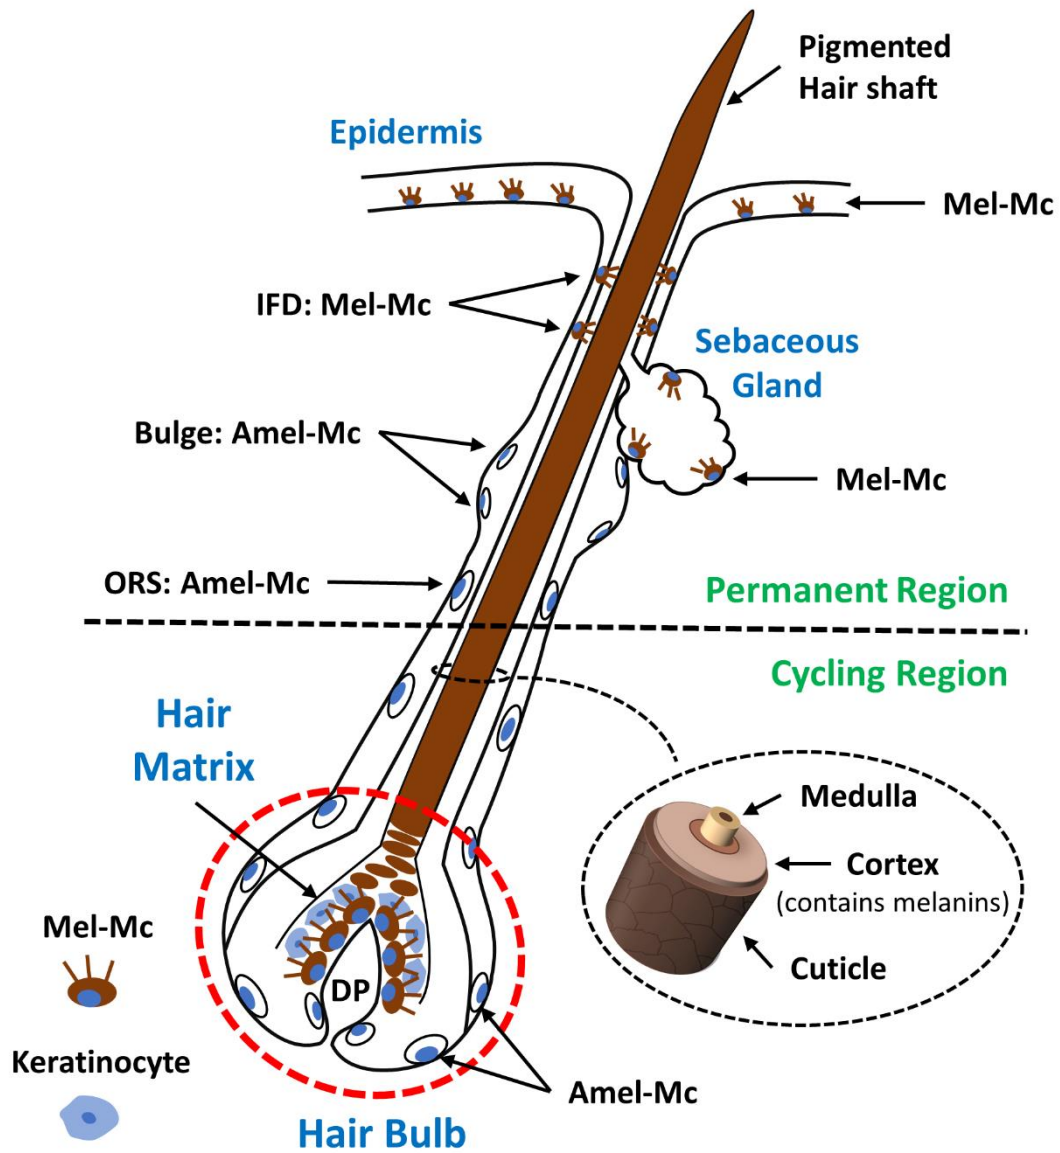 Pigmented
Hair shaft
Epidermis
Mel-Mc
IFD: Mel-Mc
Sebaceous
Gland
Bulge: Amel-Mc
Mel-Mc
ORS: Amel-Mc
Permanent Region
Cycling Region
Hair
Matrix
Medulla
Cortex
(contains melanins)
Cuticle
Mel-Mc
DP
Keratinocyte
Amel-Mc
Hair Bulb